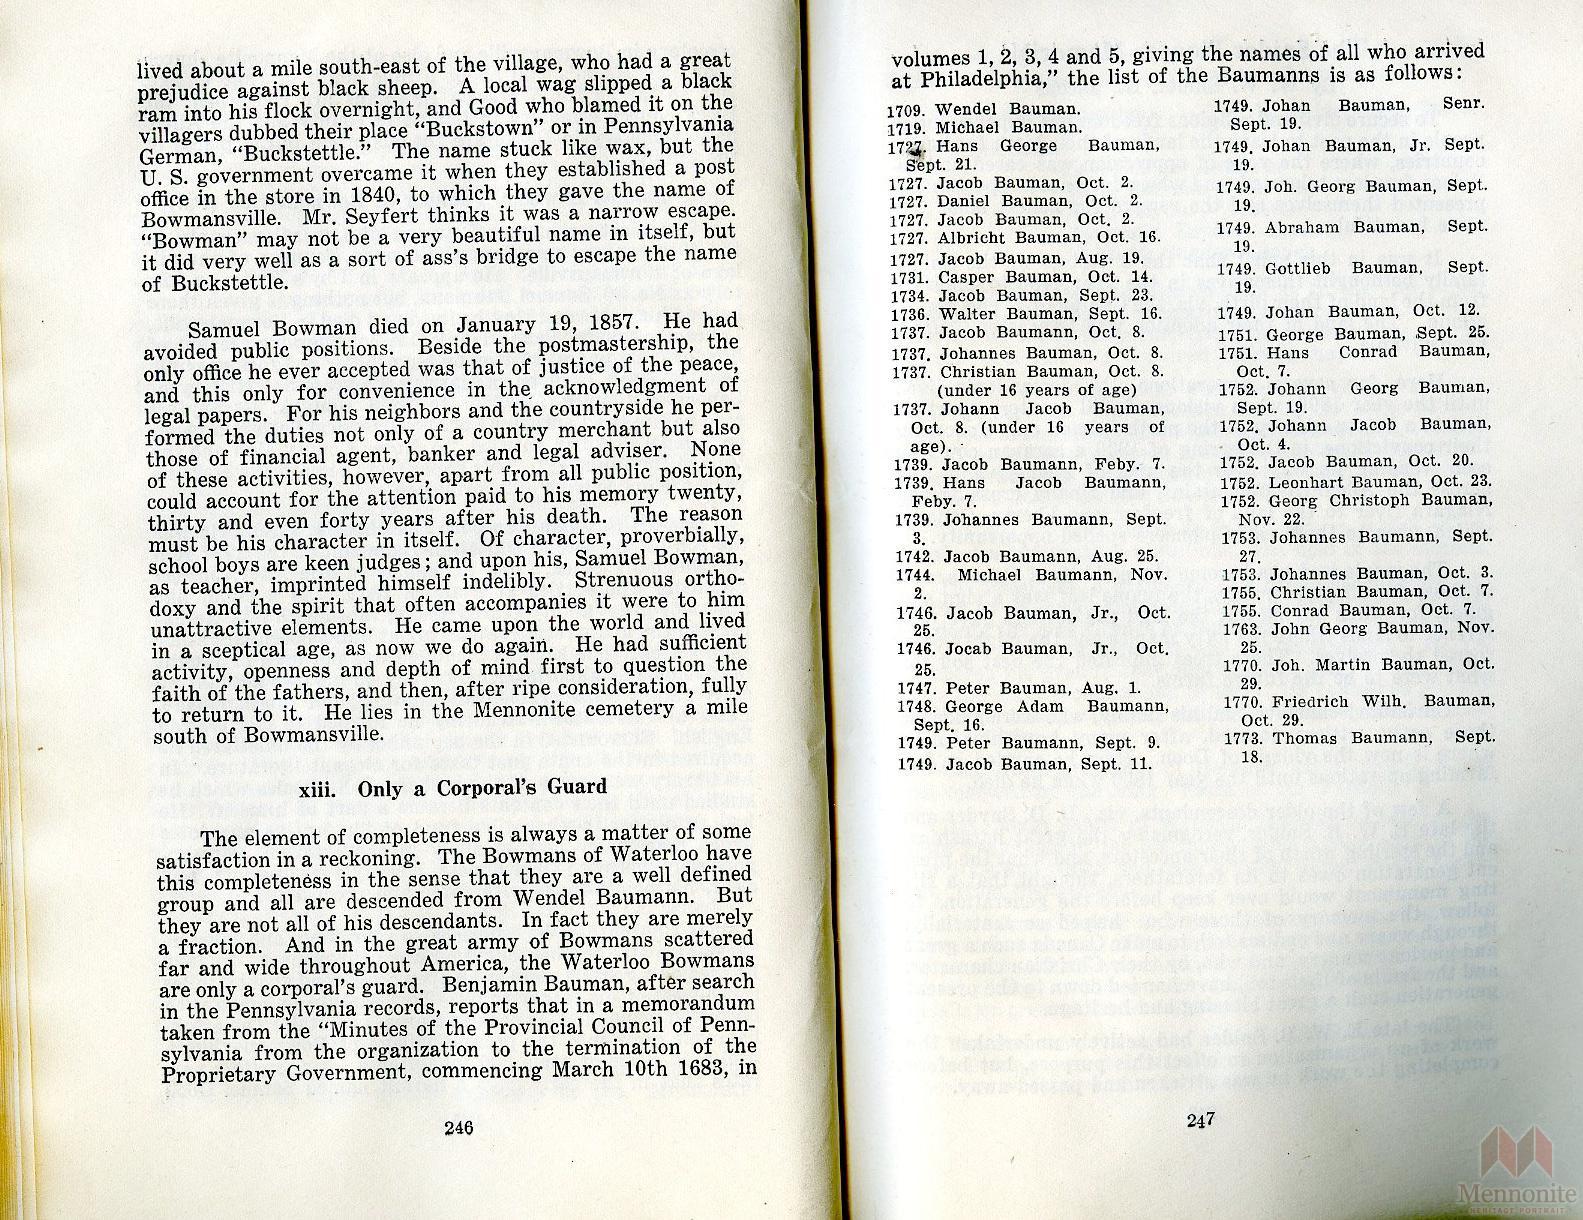 lived about a mile south-east of the village, who had a great
prejudice against black sheep. A local wag slipped a black
ram into his flock overnight, and Good who blamed it on the
villagers dubbed their place “Buckstown” or in Pennsylvania
German, “Buckstettle.” The name stuck like wax, but the
U. S. government overcame it when they established a post
office in the store in 1840, to which they gave the name of
Bowmansville. Mr. Seyfert thinks it was a narrow escape.
“Bowman” may not be a very beautiful name in itself, but
it did very well as a sort of ass's bridge to escape the name
of Buckstettle.
Samuel Bowman died on January 19, 1857. He had
avoided public positions. Beside the postmastership, the
only office he ever accepted was that of justice of the peace,
and this only for convenience in the acknowledgment of
legal papers. For his neighbors and the countryside he per-
formed the duties not only of a country merchant but also
those of financial agent, banker and legal adviser. None
of these activities, however, apart from all public position,
could account for the attention paid to his memory twenty,
thirty and even forty years after his death. The reason
must be his character in itself. Of character, proverbially,
school boys are keen judges; and upon his, Samuel Bowman,
as teacher, imprinted himself indelibly. Strenuous ortho-
doxy and the spirit that often accompanies it were to him
unattractive elements. He came upon the world and lived
in a sceptical age, as now we do again. He had sufficient
activity, openness and depth of mind first to question the
faith of the fathers, and then, after ripe consideration, fully
to return to it. He lies in the Mennonite cemetery a mile
south of Bowmansville.
xiii. Only a Corporal's Guard
The element of completeness is always a matter of some
satisfaction in a reckoning. The Bowmans of Waterloo have
this completeness in the sense that they are a well defined
group and all are descended from Wendel Baumann. But
they are not all of his descendants. In fact they are merely
a fraction. And in the great army of Bowmans scattered
far and wide throughout America, the Waterloo Bowmans
are only a corporal's guard. Benjamin Bauman, after search
in the Pennsylvania records, reports that in a memorandum
taken from the “Minutes of the Provincial Council of Penn-
sylvania from the organization to the termination of the
Proprietary Government, commencing March 10th 1683, in
246
volumes 1, 2, 3, 4 and 5, giving the names of all who arrived
at Philadelphia,” the list of the Baumanns is as follows:
1709. Wendel Bauman.
1719. Michael Bauman.
1727. Hans George Bauman,
Sept. 21.
1727. Jacob Bauman, Oct. 2.
1727. Daniel Bauman, Oct. 2.
1727. Jacob Bauman, Oct. 2.
1727. Albricht Bauman, Oct. 16.
1727. Jacob Bauman, Aug. 19.
1731. Casper Bauman, Oct. 14.
1734. Jacob Bauman, Sept. 23.
1736. Walter Bauman, Sept. 16.
1737. Jacob Baumann, Oct. 8.
1737. Johannes Bauman, Oct. 8.
1737. Christian Bauman, Oct. 8.
(under 16 years of age)
1737. Johann Jacob Bauman,
Oct. 8. (under 16 years of
age).
1739. Jacob Baumann, Feby. 7.
1739. Hans Jacob Baumann,
Feby. 7.
1739. Johannes Baumann, Sept.
3.
1742. Jacob Baumann, Aug. 25.
1744. Michael Baumann, Nov.
2.
1746. Jacob Bauman, Jr., Oct.
25.
1746. Jocab Bauman, Jr., Oct.
25.
1747. Peter Bauman, Aug. 1.
1748. George Adam Baumann,
Sept. 16.
1749. Peter Baumann, Sept. 9.
1749. Jacob Bauman, Sept. 11.
1749. Johan Bauman, Senr.
Sept. 19.
1749. Johan Bauman, Jr. Sept.
19.
1749. Joh. Georg Bauman, Sept.
19.
1749. Abraham Bauman, Sept.
19.
1749. Gottlieb Bauman, Sept.
19.
1749. Johan Bauman, Oct. 12.
1751. George Bauman, Sept. 25.
1751. Hans Conrad Bauman,
Oct. 7.
1752. Johann Georg Bauman,
Sept. 19.
1752. Johann Jacob Bauman,
Oct. 4.
1752. Jacob Bauman, Oct. 20.
1752. Leonhart Bauman, Oct. 23.
1752. Georg Christoph Bauman,
Nov. 22.
1753. Johannes Baumann, Sept.
27.
1753. Johannes Bauman, Oct. 3.
1755. Christian Bauman, Oct. 7.
1755. Conrad Bauman, Oct. 7.
1763. John Georg Bauman, Nov.
25.
1770. Joh. Martin Bauman, Oct.
29.
1770. Friedrich Wilh. Bauman,
Oct. 29.
1773. Thomas Baumann, Sept.
18.
247
Mennonite
HERITAGE PORTRAIT